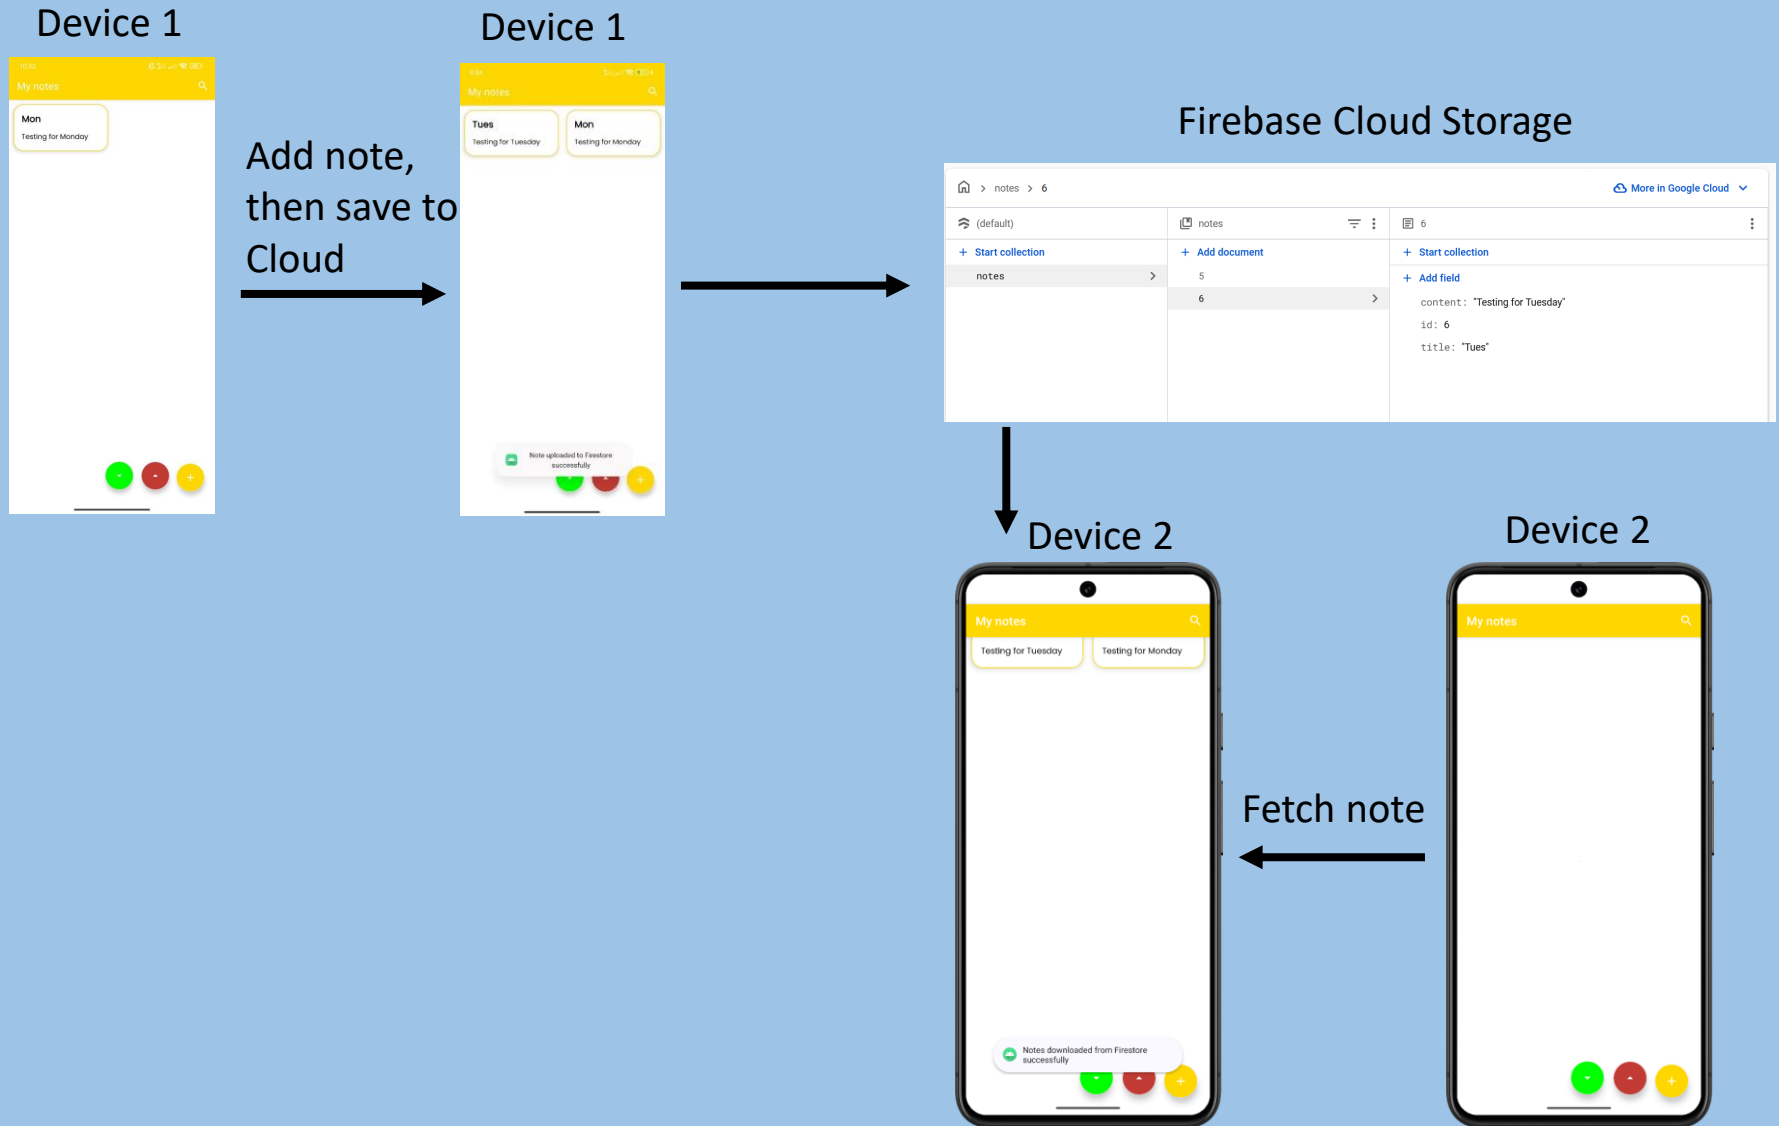 Device 1
10:32
My notes
Mon
Testing for Monday
Add note,
then save to
Cloud
Device 1
My notes
Tues
Testing for Tuesday
Mon
Testing for Monday
Note uploaded to Firestore
successfully
Firebase Cloud Storage
notes > 6
More in Google Cloud
(default)
notes
6
+ Start collection
+ Add document
+ Start collection
notes
5
6
+ Add field
content: "Testing for Tuesday"
id: 6
title: "Tues"
Device 2
My notes
Testing for Tuesday
Testing for Monday
Notes downloaded from Firestore
successfully
Fetch note
Device 2
My notes